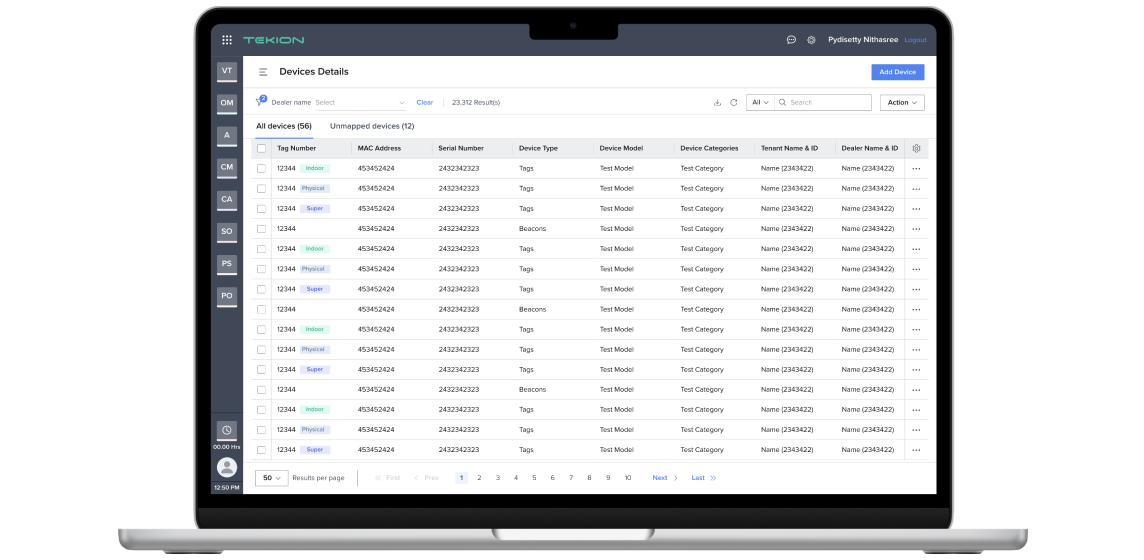 TEKION Pydisetty Nithasree Logout
VT Devices Details Add Device
OM 2 Dealer name Select Clear 23,312 Result(s) All Search Action
All devices (56) Unmapped devices (12)
A
Tag Number MAC Address Serial Number Device Type Device Model Device Categories Tenant Name & ID Dealer Name & ID
CM 12344 Indoor 453452424 2432342323 Tags Test Model Test Category Name (2343422) Name (2343422)
12344 Physical 453452424 2432342323 Tags Test Model Test Category Name (2343422) Name (2343422)
CA 12344 Super 453452424 2432342323 Tags Test Model Test Category Name (2343422) Name (2343422)
SO 12344 453452424 2432342323 Beacons Test Model Test Category Name (2343422) Name (2343422)
12344 Indoor 453452424 2432342323 Tags Test Model Test Category Name (2343422) Name (2343422)
PS 12344 Physical 453452424 2432342323 Tags Test Model Test Category Name (2343422) Name (2343422)
PO 12344 Super 453452424 2432342323 Tags Test Model Test Category Name (2343422) Name (2343422)
12344 453452424 2432342323 Beacons Test Model Test Category Name (2343422) Name (2343422)
12344 Indoor 453452424 2432342323 Tags Test Model Test Category Name (2343422) Name (2343422)
12344 Physical 453452424 2432342323 Tags Test Model Test Category Name (2343422) Name (2343422)
12344 Super 453452424 2432342323 Tags Test Model Test Category Name (2343422) Name (2343422)
12344 453452424 2432342323 Beacons Test Model Test Category Name (2343422) Name (2343422)
12344 Indoor 453452424 2432342323 Tags Test Model Test Category Name (2343422) Name (2343422)
12344 Physical 453452424 2432342323 Tags Test Model Test Category Name (2343422) Name (2343422)
00.00 Hrs 12344 Super 453452424 2432342323 Tags Test Model Test Category Name (2343422) Name (2343422)
50 Results per page First Prev 1 2 3 4 5 6 7 8 9 10 Next Last
12:50 PM